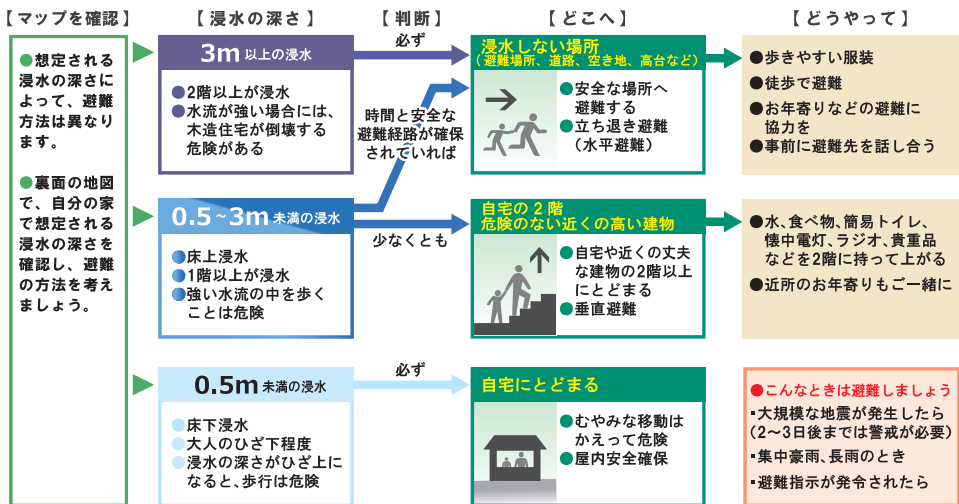 【マップを確認】
【浸水の深さ】
【判断】
【どこへ】
【どうやって】
●想定される
浸水の深さに
よって、避難
方法は異なり
ます。
●裏面の地図
で、自分の家
で想定される
浸水の深さを
確認し、避難
の方法を考え
ましょう。
3m以上の浸水
●2階以上が浸水
●水流が強い場合には、
木造住宅が倒壊する
危険がある
必ず
時間と安全な
避難経路が確保
されていれば
浸水しない場所
（避難場所、道路、空き地、高台など）
●安全な場所へ
避難する
●立ち退き避難
（水平避難）
●歩きやすい服装
●徒歩で避難
●お年寄りなどの避難に
協力を
●事前に避難先を話し合う
0.5～3m未満の浸水
●床上浸水
●1階以上が浸水
●強い水流の中を歩く
ことは危険
少なくとも
自宅の2階
危険のない近くの高い建物
●自宅や近くの丈夫
な建物の2階以上
にとどまる
●垂直避難
●水、食べ物、簡易トイレ、
懐中電灯、ラジオ、貴重品
などを2階に持って上がる
●近所のお年寄りもご一緒に
0.5m未満の浸水
●床下浸水
●大人のひざ下程度
●浸水の深さがひざ上に
なると、歩行は危険
必ず
自宅にとどまる
●むやみな移動は
かえって危険
●屋内安全確保
●こんなときは避難しましょう
▪大規模な地震が発生したら
（2～3日後までは警戒が必要）
▪集中豪雨、長雨のとき
▪避難指示が発令されたら